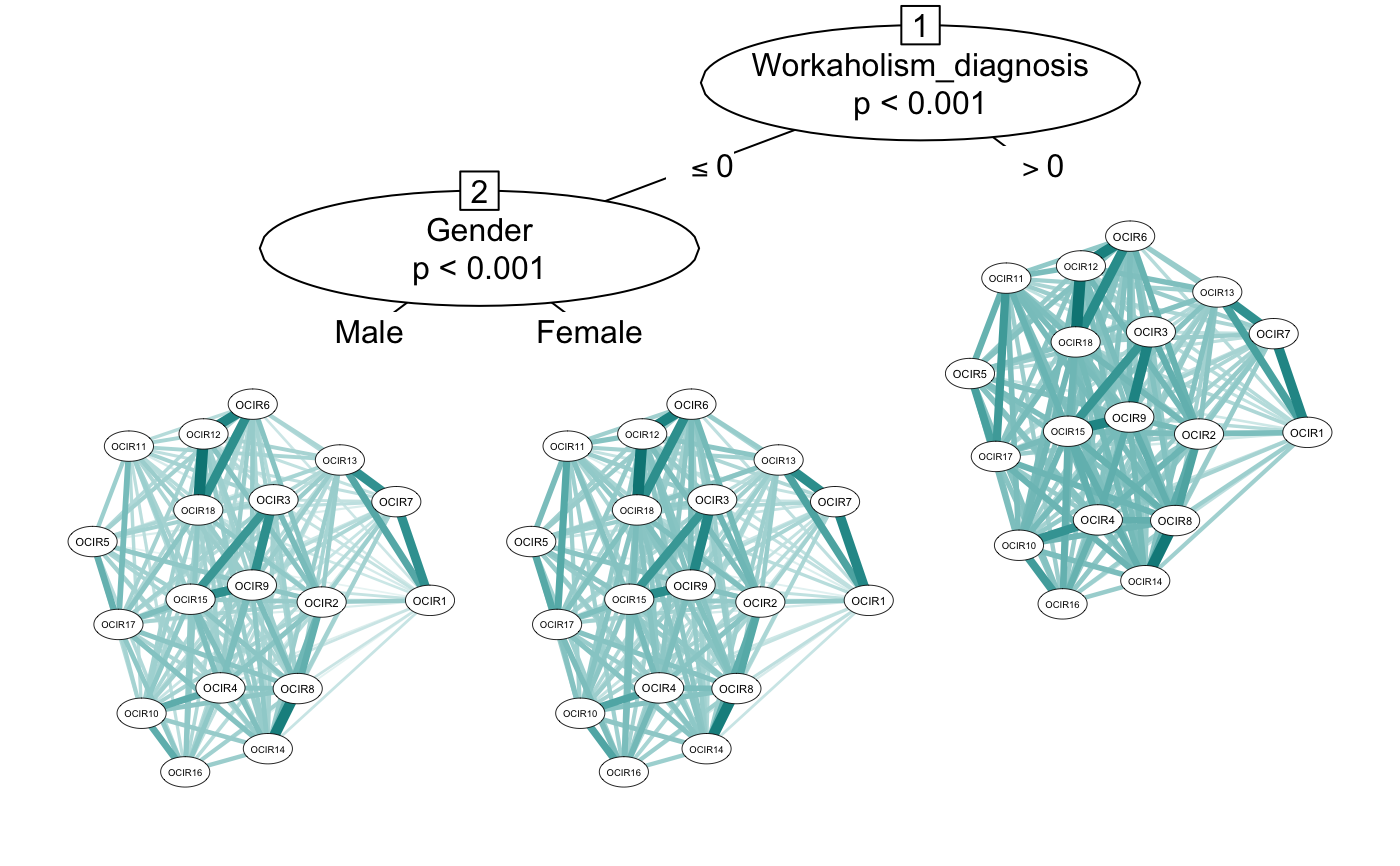 1
Workaholism_diagnosis
p < 0.001
≤ 0
> 0
2
Gender
p < 0.001
Male
Female
OCIR6
OCIR12
OCIR11
OCIR13
OCIR3
OCIR7
OCIR18
OCIR5
OCIR9
OCIR15
OCIR2
OCIR1
OCIR17
OCIR4
OCIR8
OCIR10
OCIR14
OCIR16
OCIR6
OCIR12
OCIR11
OCIR13
OCIR3
OCIR7
OCIR18
OCIR5
OCIR9
OCIR15
OCIR2
OCIR1
OCIR17
OCIR4
OCIR8
OCIR10
OCIR14
OCIR16
OCIR6
OCIR12
OCIR11
OCIR13
OCIR3
OCIR7
OCIR18
OCIR5
OCIR9
OCIR15
OCIR2
OCIR1
OCIR17
OCIR4
OCIR8
OCIR10
OCIR14
OCIR16